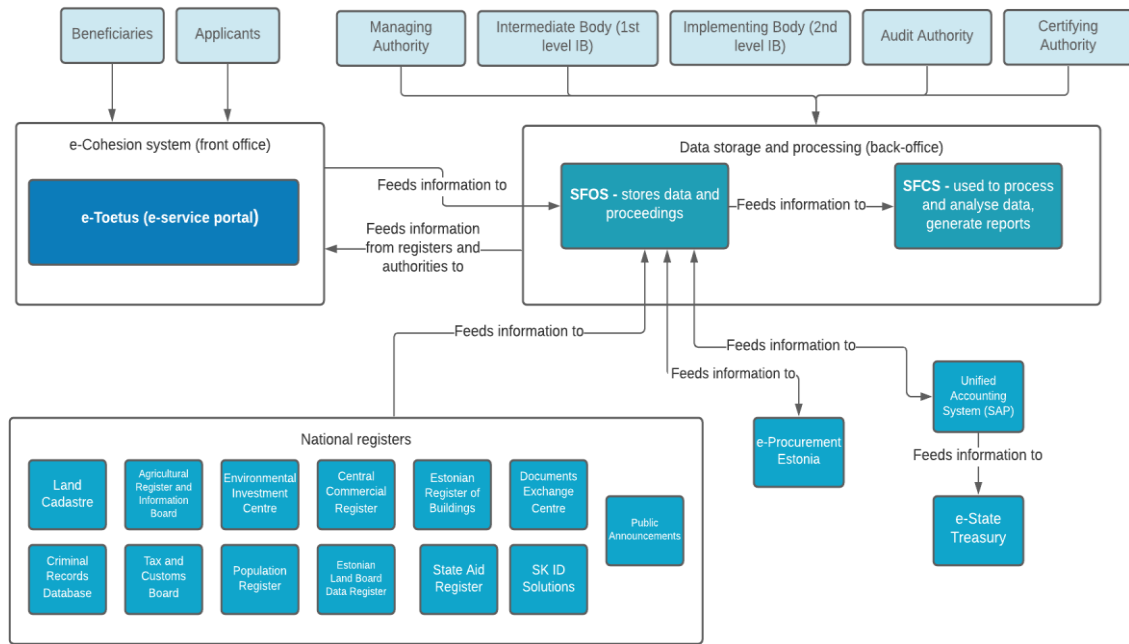 Beneficiaries
Applicants
Managing
Authority
Intermediate Body (1st
level IB)
Implementing Body (2nd
level IB)
Audit Authority
Certifying
Authority
e-Cohesion system (front office)
e-Toetus (e-service portal)
Feeds information to
Feeds information
from registers and
authorities to
Data storage and processing (back-office)
SFOS - stores data and
proceedings
Feeds information to
SFCS - used to process
and analyse data,
generate reports
Feeds information to
Feeds information to
Feeds information to
Unified
Accounting
System (SAP)
e-Procurement
Estonia
Feeds information to
e-State
Treasury
National registers
Land
Cadastre
Agricultural
Register and
Information
Board
Environmental
Investment
Centre
Central
Commercial
Register
Estonian
Register of
Buildings
Documents
Exchange
Centre
Public
Announcements
Criminal
Records
Database
Tax and
Customs
Board
Population
Register
Estonian
Land Board
Data Register
State Aid
Register
SK ID
Solutions